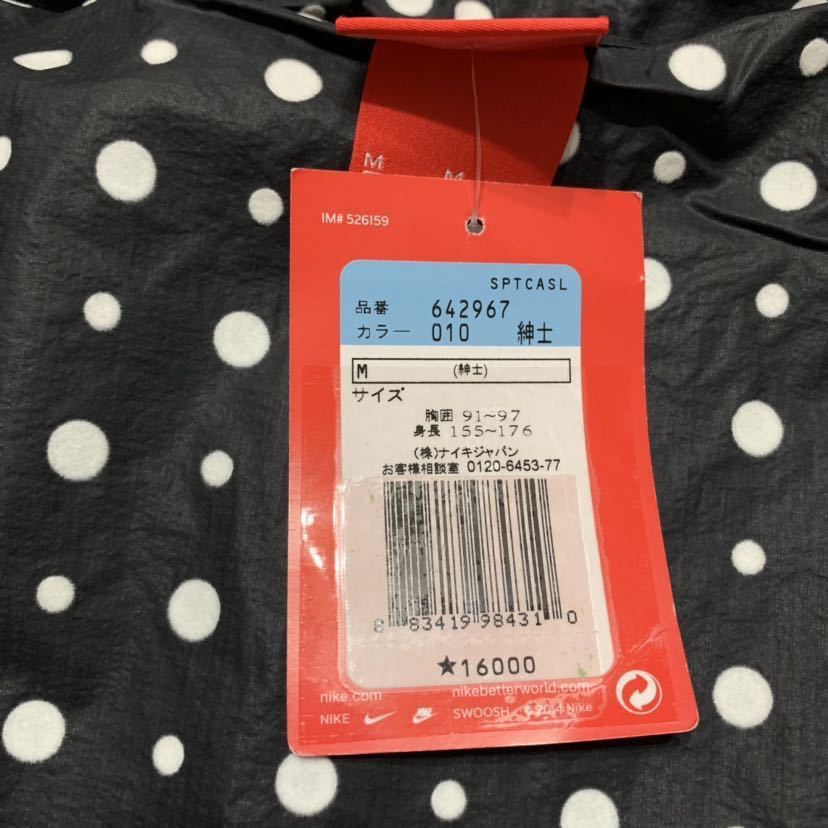 M
M
IM# 526159
SPTCASL
品番 642967
カラー 010 紳士
M (紳士)
サイズ
胸囲 91~97
身長 155~176
(株)ナイキジャパン
お客様相談室 0120-6453-77
8 83419 98431 0
★16000
nike.com nikebetterworld.com
NIKE SWOOSH © 2014 Nike